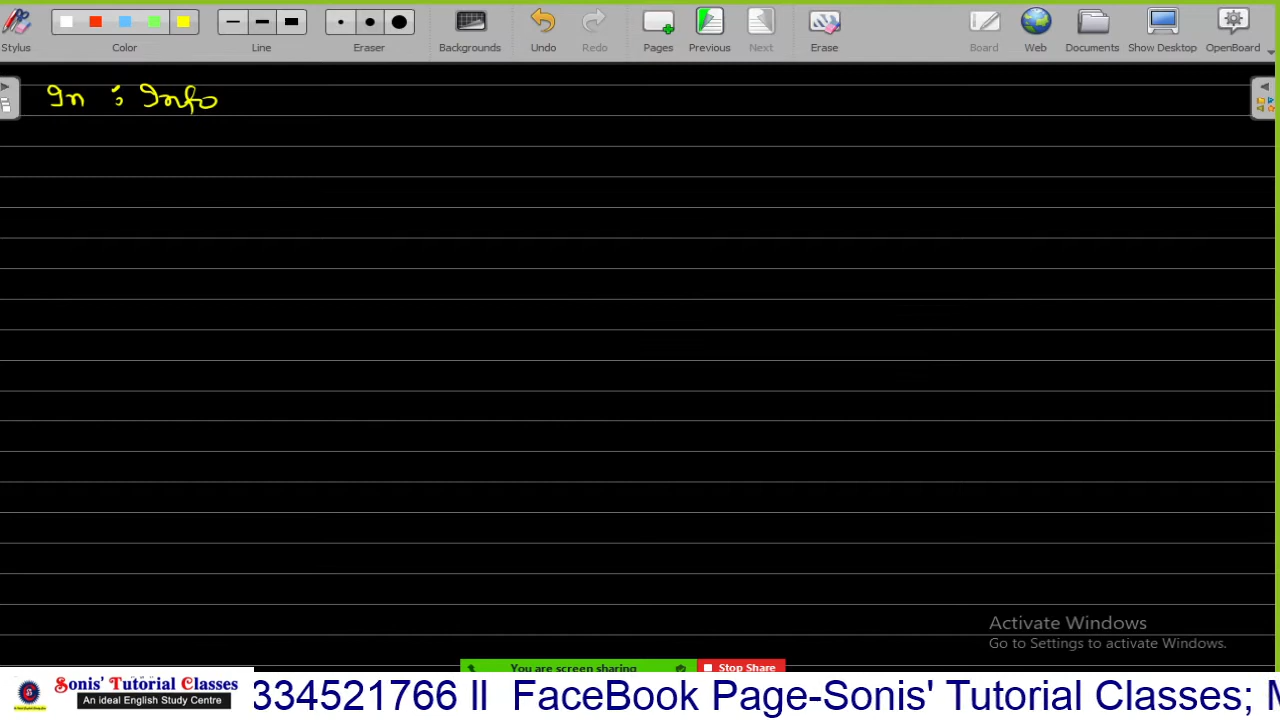 Stylus Color Line Eraser Backgrounds Undo Redo Pages Previous Next Erase Board Web Documents Show Desktop OpenBoard
In : Info
Activate Windows
Go to Settings to activate Windows.
You are screen sharing Stop Share
Sonis' Tutorial Classes
An ideal English Study Centre
334521766 ll FaceBook Page-Sonis' Tutorial Classes; M